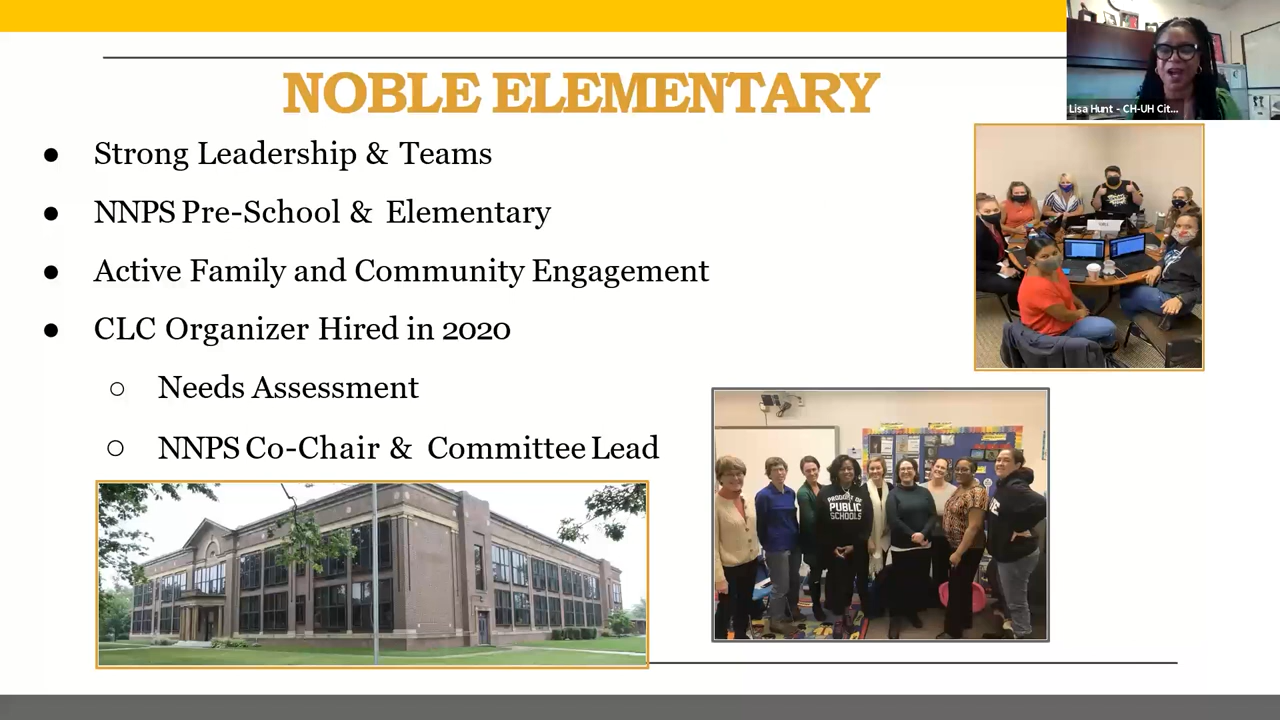 NOBLE ELEMENTARY
Lisa Hunt - CH-UH Cit...
● Strong Leadership & Teams
● NNPS Pre-School & Elementary
● Active Family and Community Engagement
● CLC Organizer Hired in 2020
○ Needs Assessment
○ NNPS Co-Chair & Committee Lead
PRODUCT OF
PUBLIC
SCHOOLS